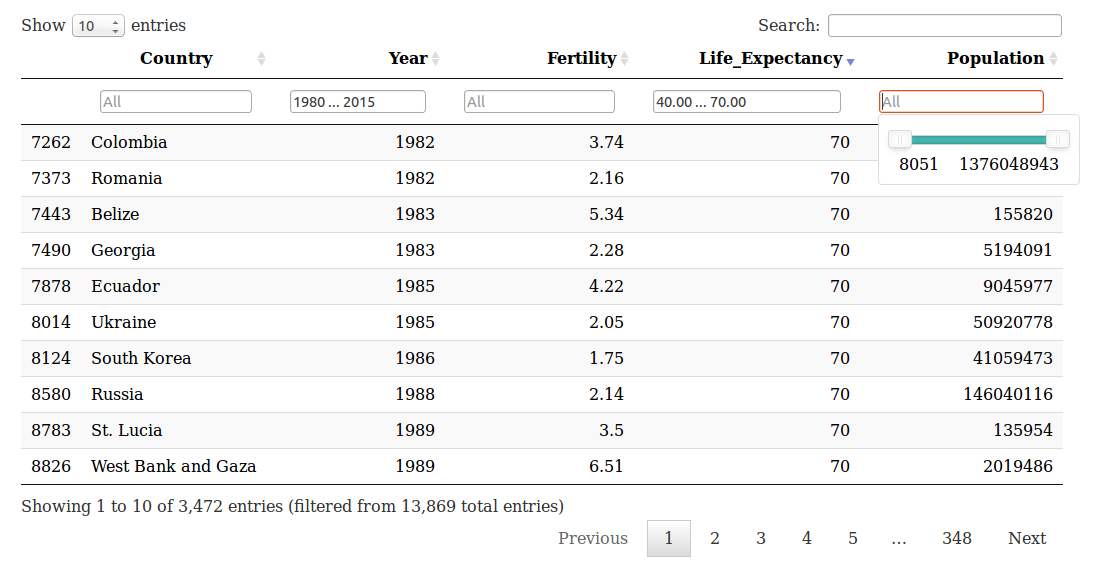 Show 10 entries Search:
Country Year Fertility Life_Expectancy Population
All 1980 ... 2015 All 40.00 ... 70.00 All
7262 Colombia 1982 3.74 70
8051 1376048943
7373 Romania 1982 2.16 70
7443 Belize 1983 5.34 70 155820
7490 Georgia 1983 2.28 70 5194091
7878 Ecuador 1985 4.22 70 9045977
8014 Ukraine 1985 2.05 70 50920778
8124 South Korea 1986 1.75 70 41059473
8580 Russia 1988 2.14 70 146040116
8783 St. Lucia 1989 3.5 70 135954
8826 West Bank and Gaza 1989 6.51 70 2019486
Showing 1 to 10 of 3,472 entries (filtered from 13,869 total entries)
Previous 1 2 3 4 5 ... 348 Next